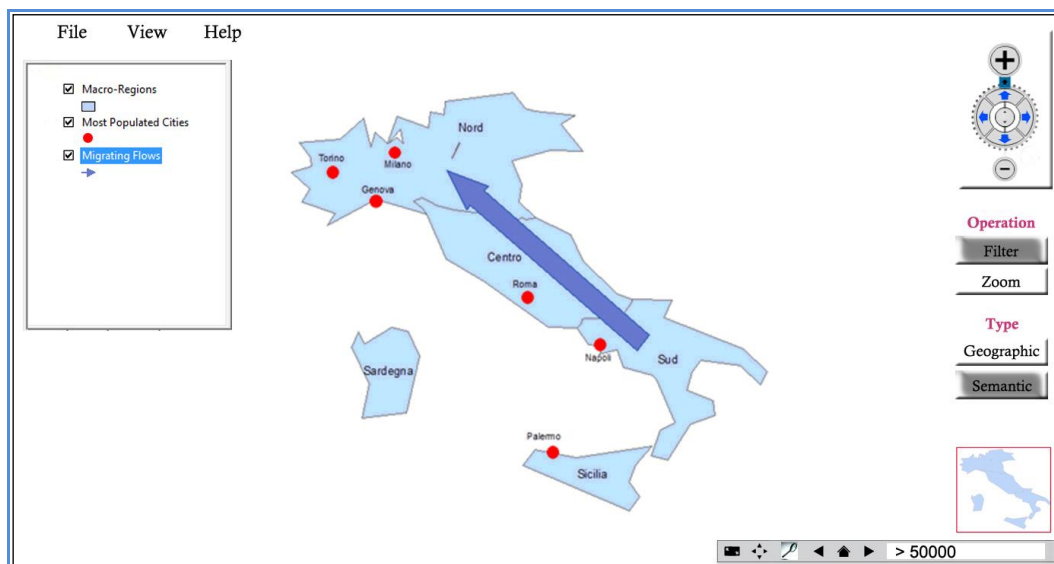 File View Help
Macro-Regions
Most Populated Cities
Migrating Flows
Nord
Torino
Milano
Genova
Centro
Roma
Napoli
Sud
Sardegna
Palermo
Sicilia
Operation
Filter
Zoom
Type
Geographic
Semantic
> 50000